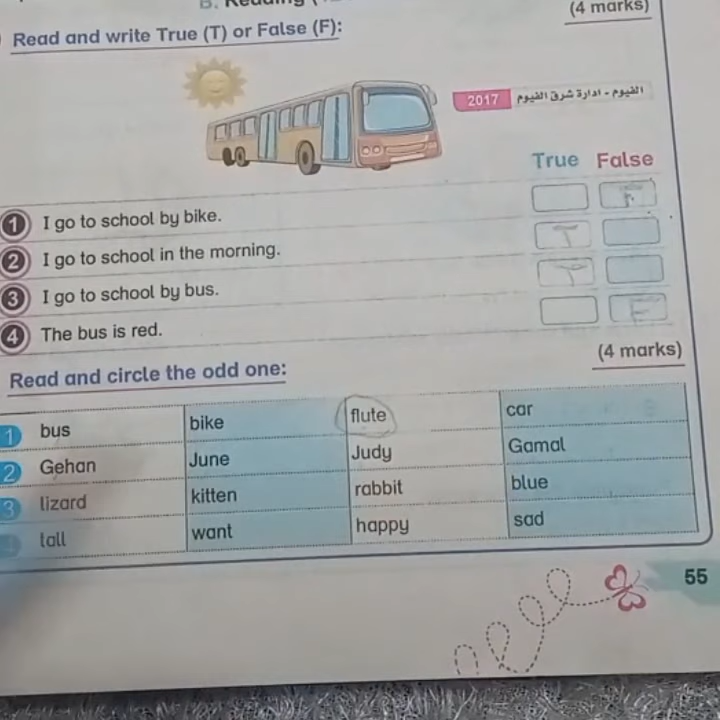 B. Reading
(4 marks)
Read and write True (T) or False (F):
2017 الفيوم - ادارة شرق الفيوم
True False
1 I go to school by bike. F
2 I go to school in the morning. T
3 I go to school by bus. T
4 The bus is red. F
(4 marks)
Read and circle the odd one:
1 bus bike flute car
2 Gehan June Judy Gamal
3 lizard kitten rabbit blue
tall want happy sad
55